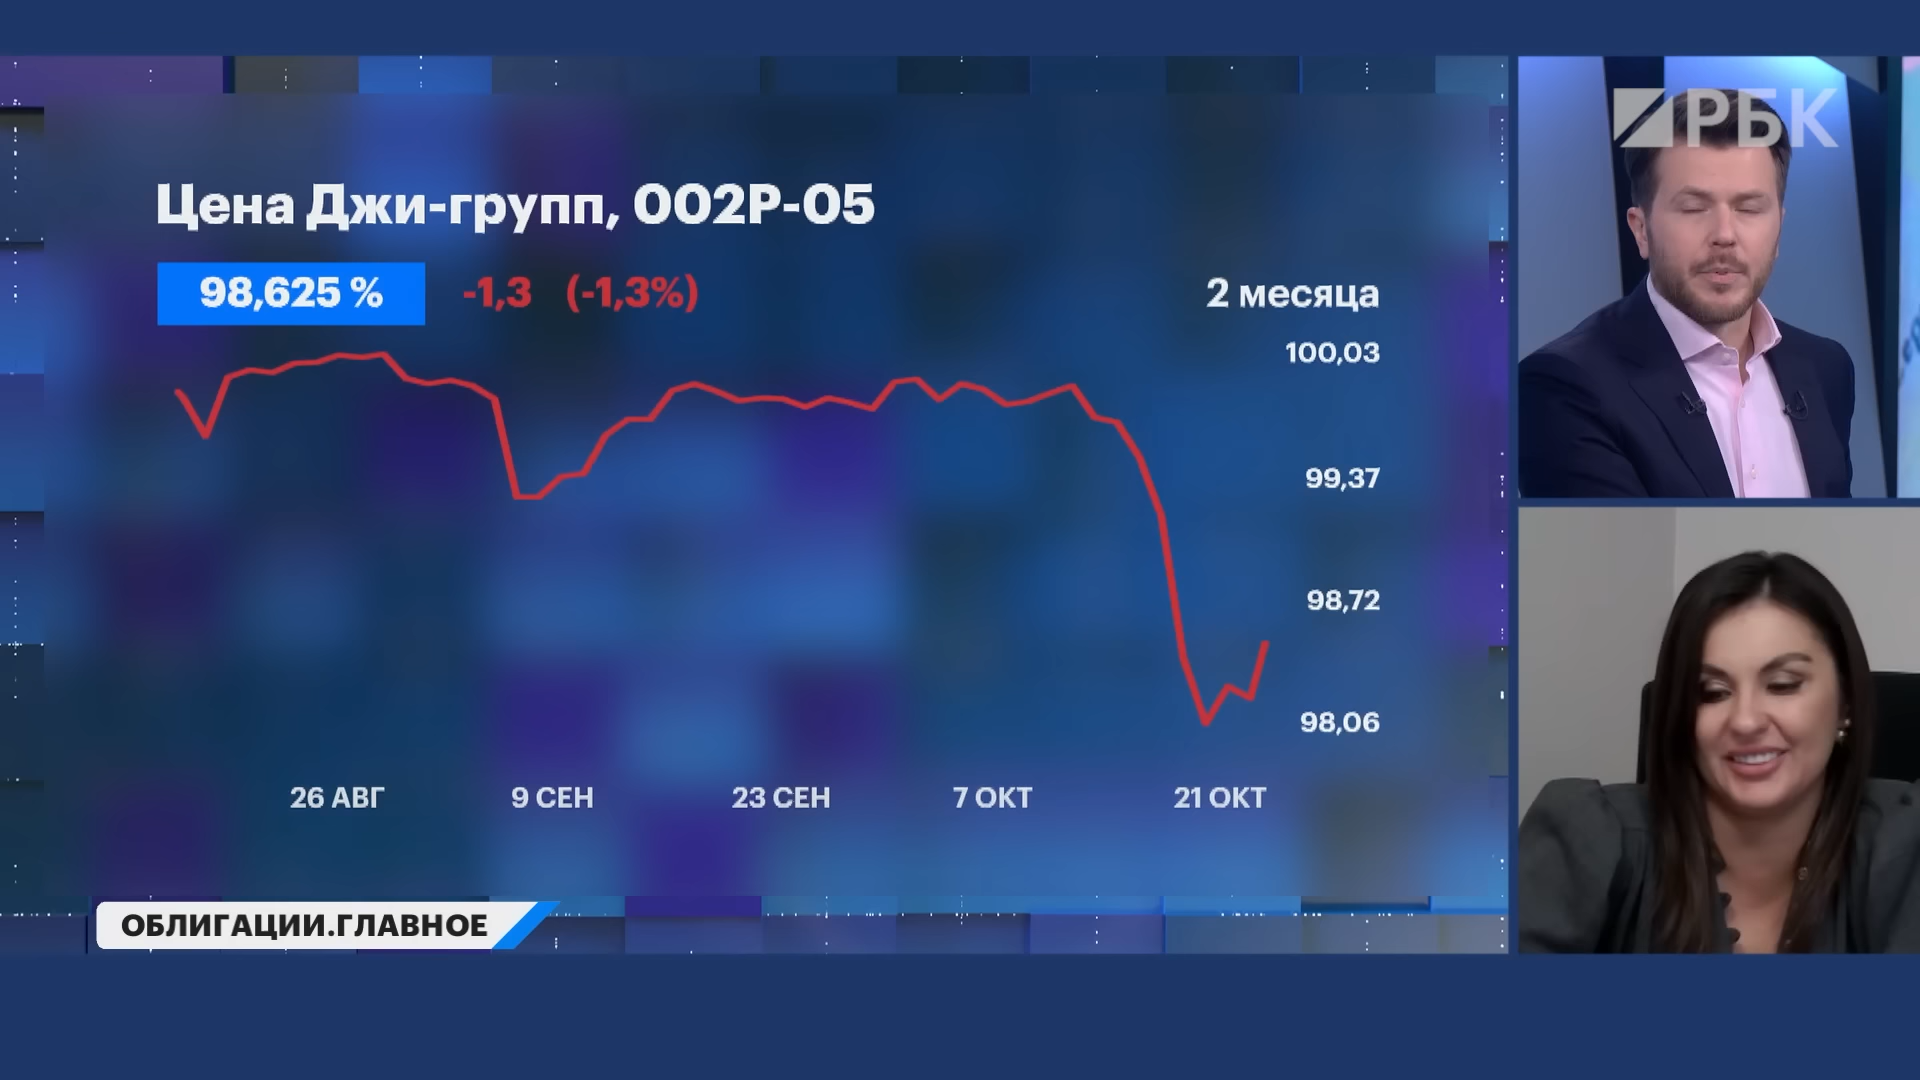 РБК
Цена Джи-групп, 002Р-05
98,625 %
-1,3 (-1,3%)
2 месяца
100,03
99,37
98,72
98,06
26 АВГ
9 СЕН
23 СЕН
7 ОКТ
21 ОКТ
ОБЛИГАЦИИ.ГЛАВНОЕ